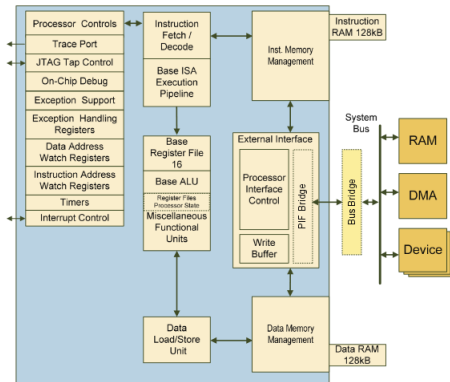 Processor Controls
Trace Port
JTAG Tap Control
On-Chip Debug
Exception Support
Exception Handling
Registers
Data Address
Watch Registers
Instruction Address
Watch Registers
Timers
Interrupt Control
Instruction
Fetch /
Decode
Base ISA
Execution
Pipeline
Base
Register File
16
Base ALU
Register Files
Processor State
Miscellaneous
Functional
Units
Data
Load/Store
Unit
Inst. Memory
Management
External Interface
Processor
Interface
Control
Write
Buffer
PIF Bridge
Data Memory
Management
Instruction
RAM 128kB
Data RAM
128kB
Bus Bridge
System
Bus
RAM
DMA
Device